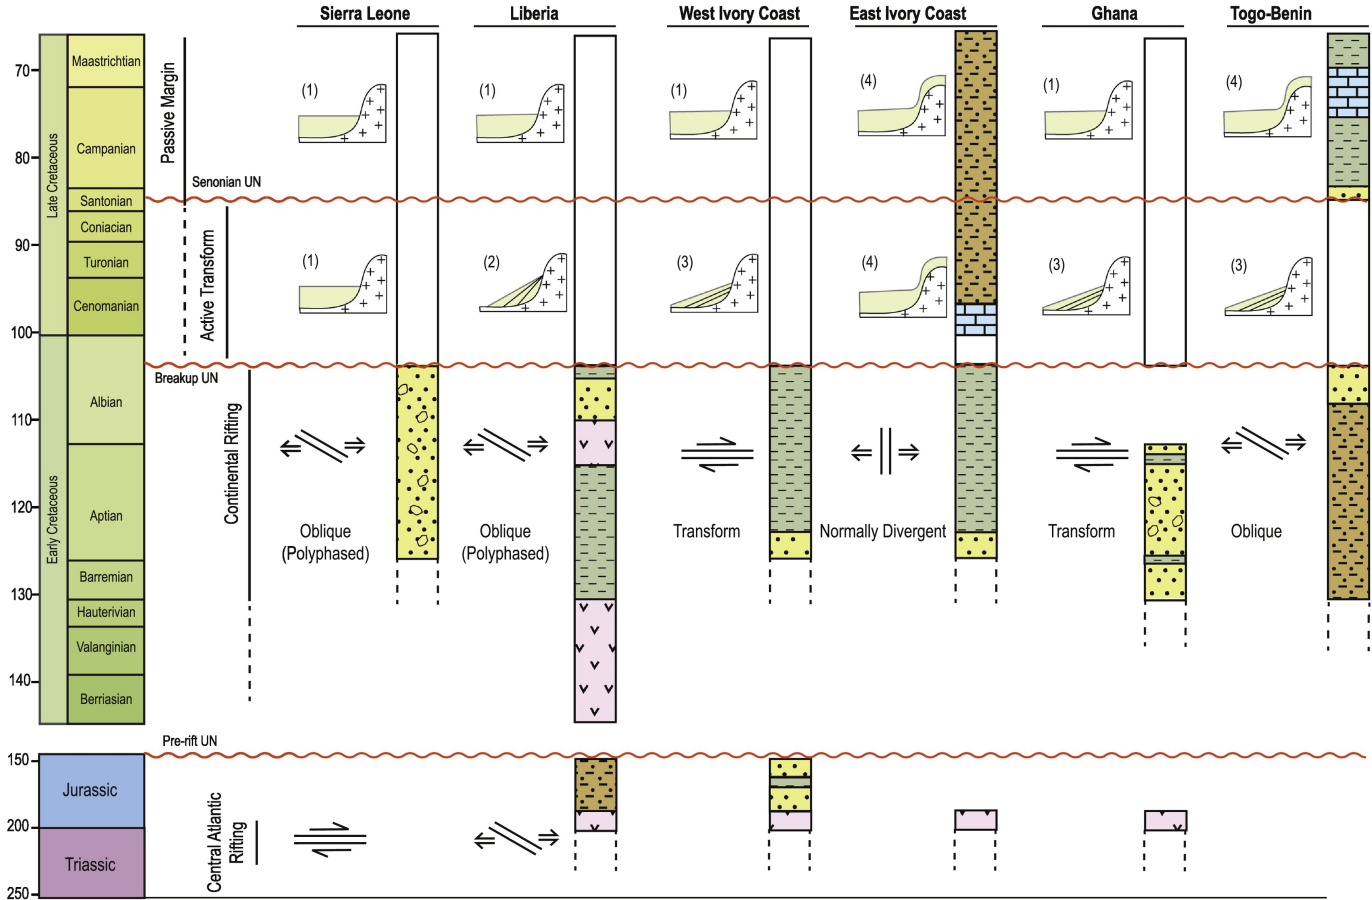 Sierra Leone
Liberia
West Ivory Coast
East Ivory Coast
Ghana
Togo-Benin
70
80
90
100
110
120
130
140
150
200
250
Late Cretaceous
Early Cretaceous
Maastrichtian
Campanian
Santonian
Coniacian
Turonian
Cenomanian
Albian
Aptian
Barremian
Hauterivian
Valanginian
Berriasian
Jurassic
Triassic
Passive Margin
Active Transform
Continental Rifting
Central Atlantic
Rifting
(1)
(1)
(1)
(4)
(1)
(4)
Senonian UN
(1)
(2)
(3)
(4)
(3)
(3)
Breakup UN
Oblique
(Polyphased)
Oblique
(Polyphased)
Transform
Normally Divergent
Transform
Oblique
Pre-rift UN